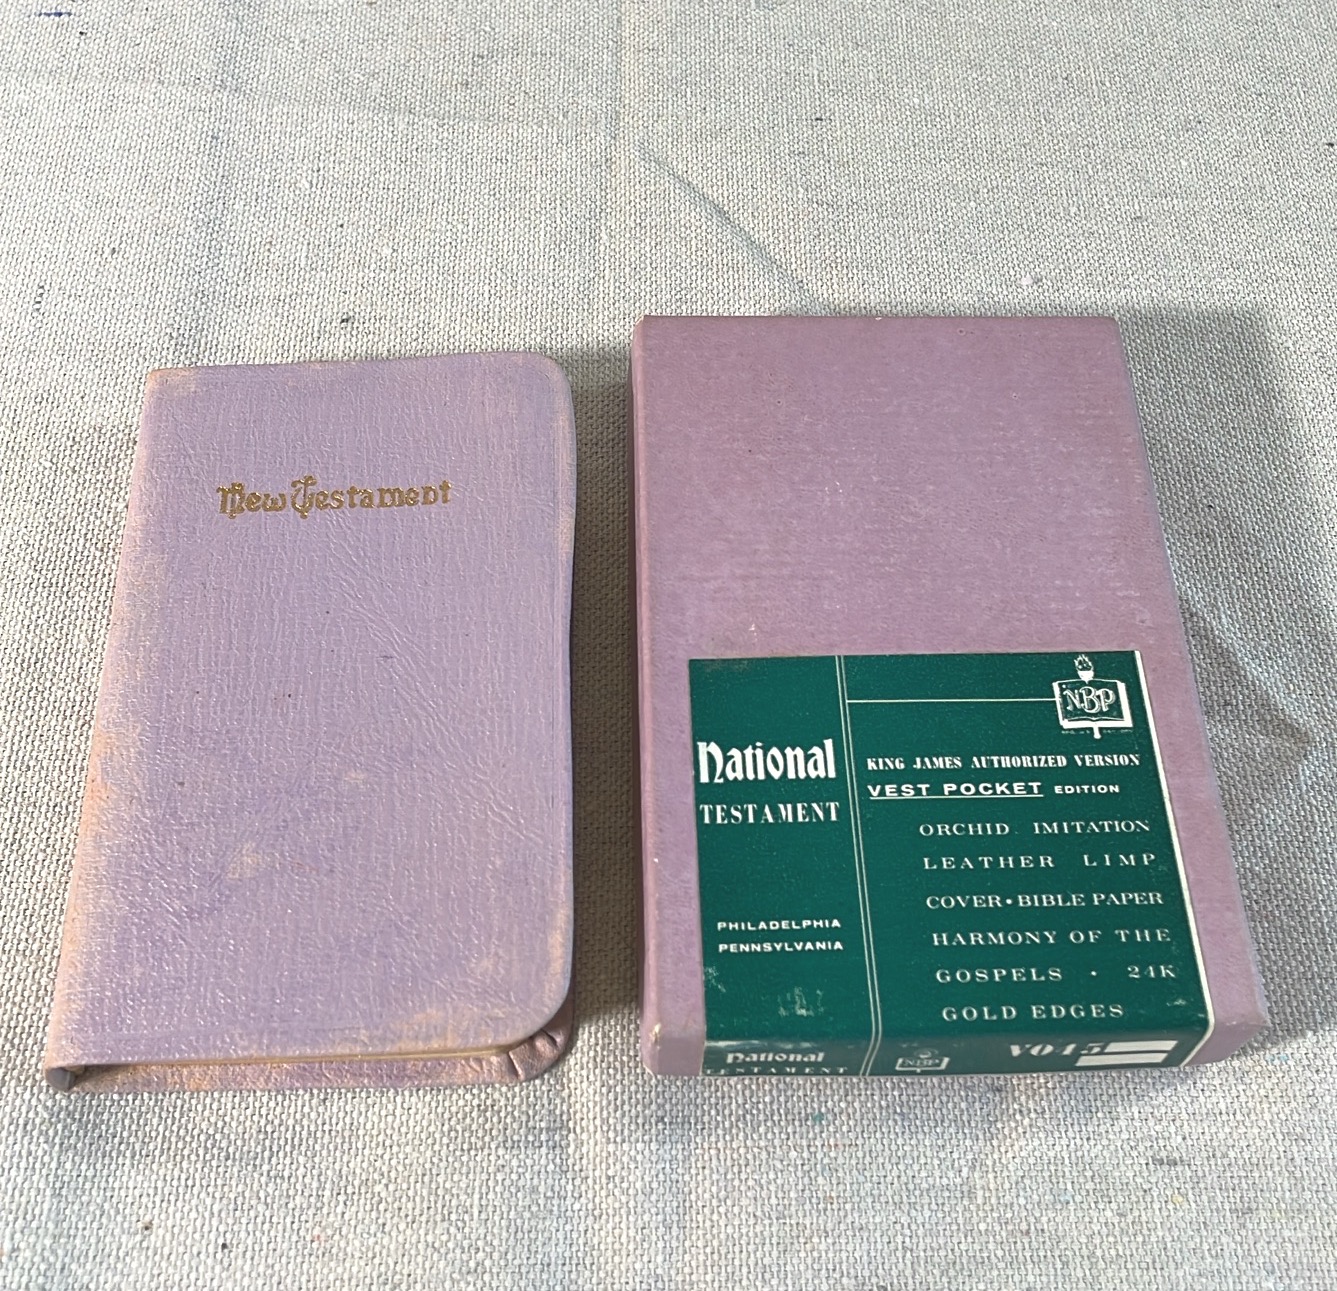 New Testament
National
TESTAMENT
PHILADELPHIA
PENNSYLVANIA
NBP
KING JAMES AUTHORIZED VERSION
VEST POCKET EDITION
ORCHID IMITATION
LEATHER LIMP
COVER • BIBLE PAPER
HARMONY OF THE
GOSPELS • 24K
GOLD EDGES
National
TESTAMENT
NBP
VO45